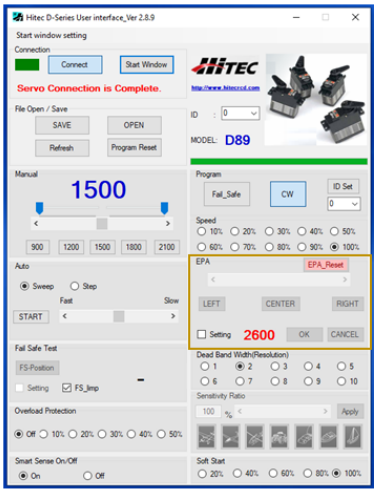 Hitec D-Series User interface_Ver 2.8.9
Start window setting
Connection
Connect
Start Window
Servo Connection is Complete.
HiTEC
http://www.hitecrcd.com
File Open / Save
SAVE
OPEN
Refresh
Program Reset
ID : 0
MODEL: D89
Manual
1500
900 1200 1500 1800 2100
Program
Fail_Safe
CW
ID Set
0
Speed
10% 20% 30% 40% 50%
60% 70% 80% 90% 100%
Auto
Sweep Step
Fast Slow
START
EPA
EPA_Reset
LEFT CENTER RIGHT
Setting 2600 OK CANCEL
Fail Safe Test
FS-Position
Setting FS_limp -
Dead Band Width(Resolution)
1 2 3 4 5
6 7 8 9 10
Overload Protection
Off 10% 20% 30% 40% 50%
Sensitivity Ratio
100 % Apply
Smart Sense On/Off
On Off
Soft Start
20% 40% 60% 80% 100%